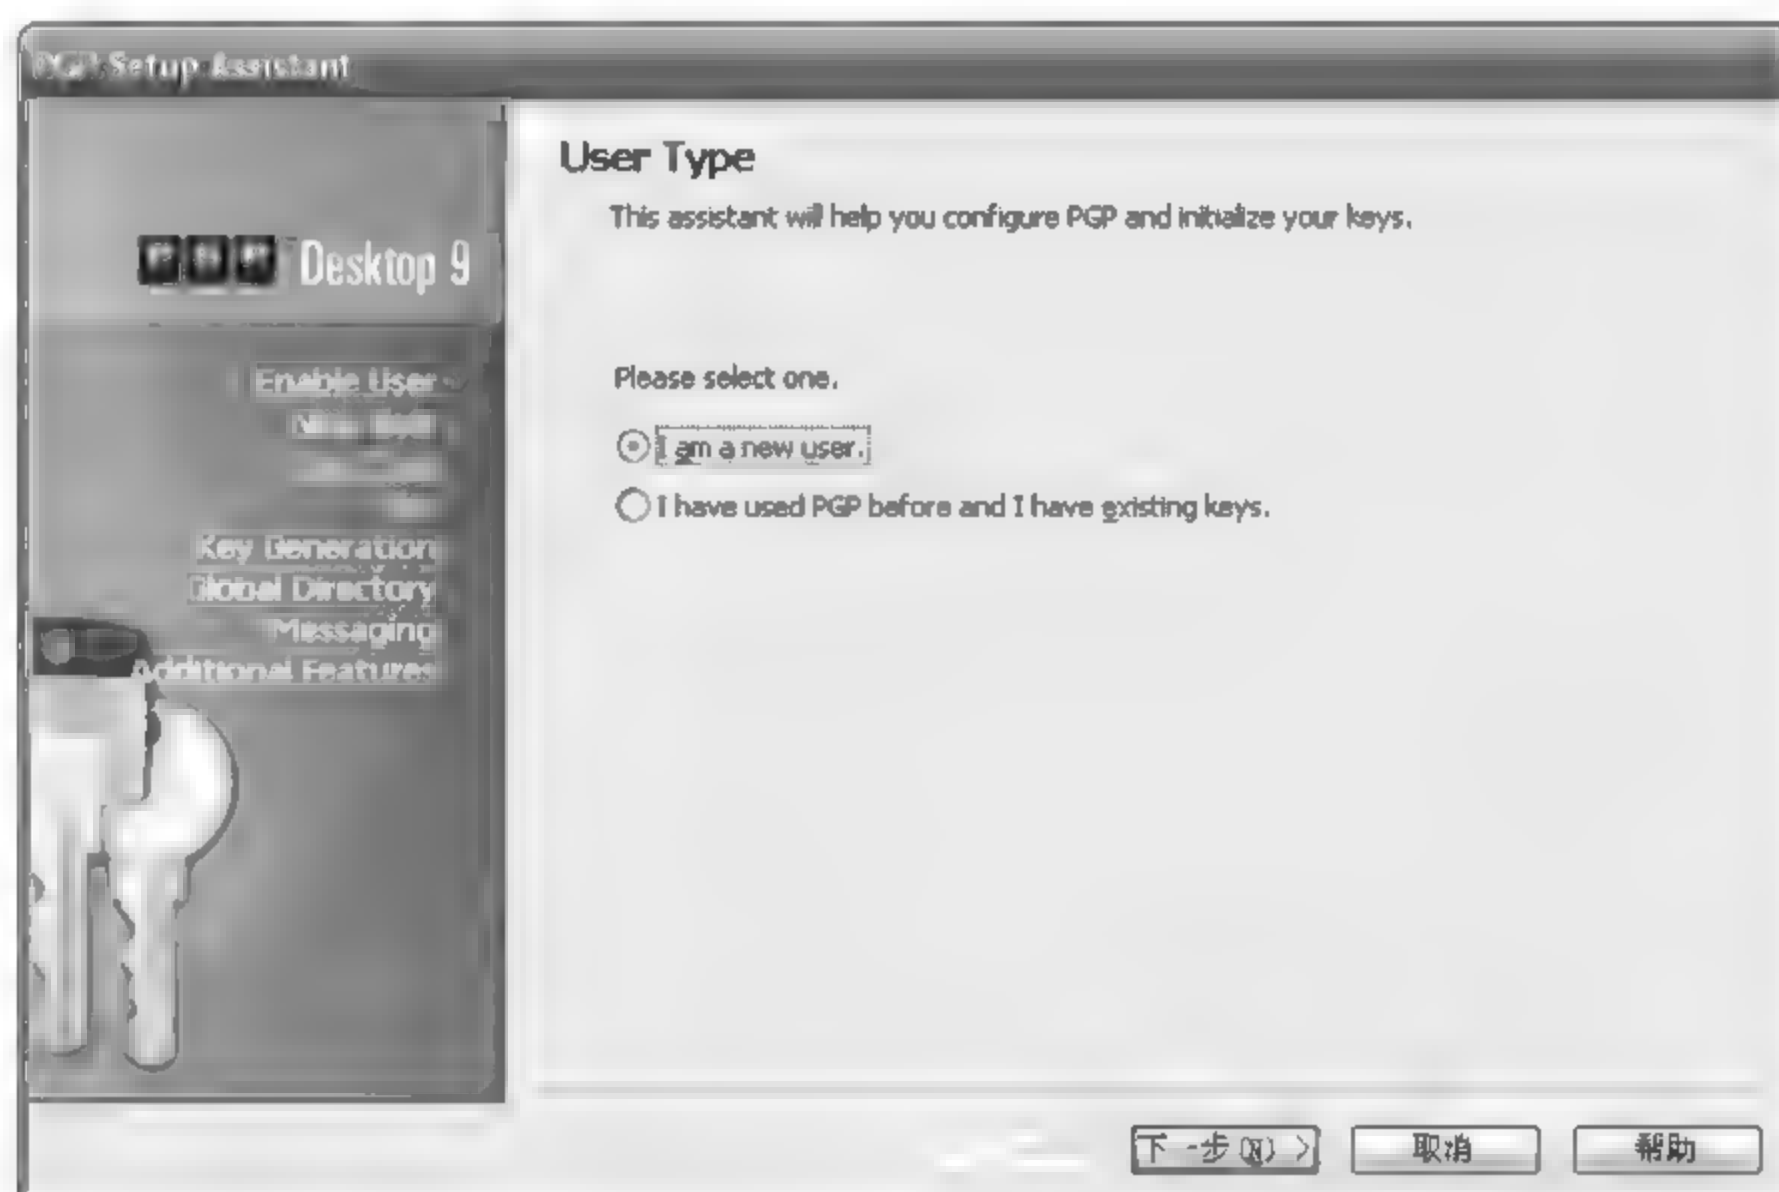 PGP Setup Assistant
PGP Desktop 9
Enable User
Key Generation
Global Directory
Messaging
Additional Features
User Type
This assistant will help you configure PGP and initialize your keys.
Please select one.
I am a new user.
I have used PGP before and I have existing keys.
下一步(N) >
取消
帮助